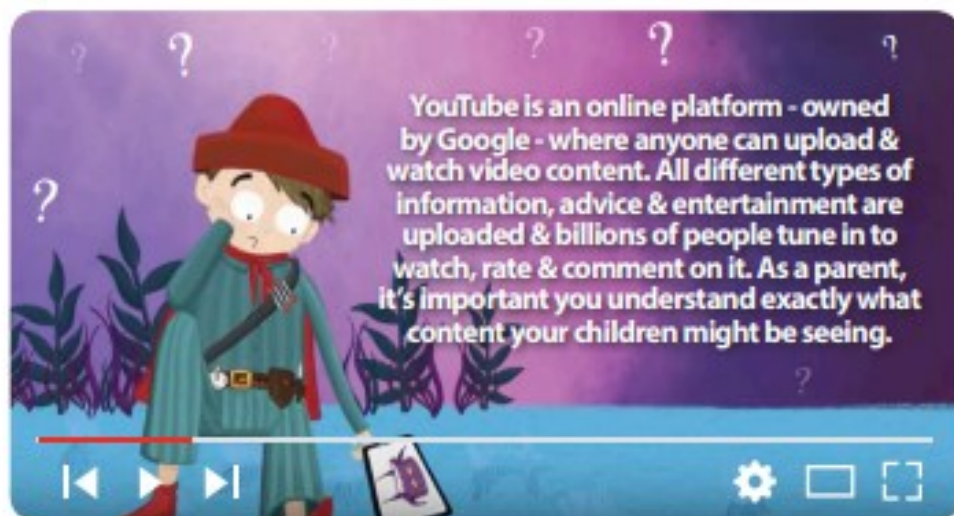 YouTube is an online platform - owned
by Google - where anyone can upload &
watch video content. All different types of
information, advice & entertainment are
uploaded & billions of people tune in to
watch, rate & comment on it. As a parent,
it's important you understand exactly what
content your children might be seeing.